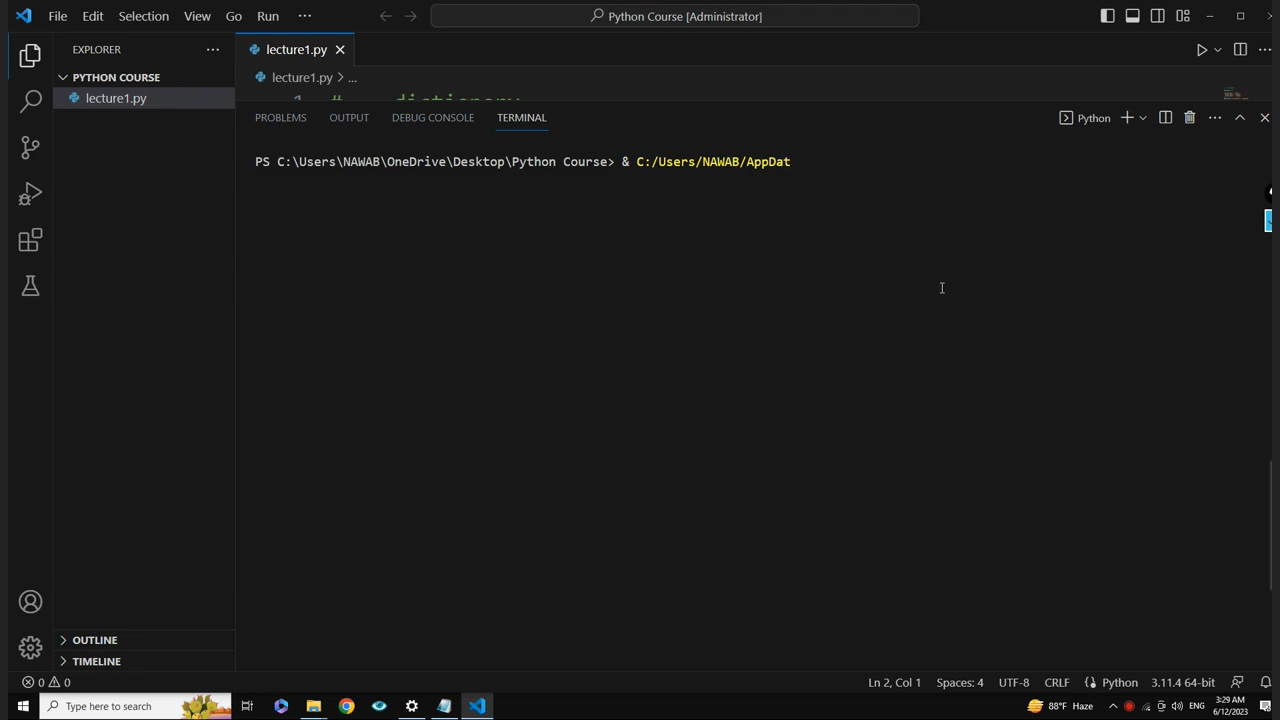 File Edit Selection View Go Run ···
Python Course [Administrator]
EXPLORER ···
PYTHON COURSE
lecture1.py
OUTLINE
TIMELINE
lecture1.py
lecture1.py > ...
1 # dictionary
PROBLEMS OUTPUT DEBUG CONSOLE TERMINAL
Python
PS C:\Users\NAWAB\OneDrive\Desktop\Python Course> & C:/Users/NAWAB/AppDat
0 0
Ln 2, Col 1 Spaces: 4 UTF-8 CRLF Python 3.11.4 64-bit
Type here to search
88°F Haze
ENG
3:29 AM
6/12/2023